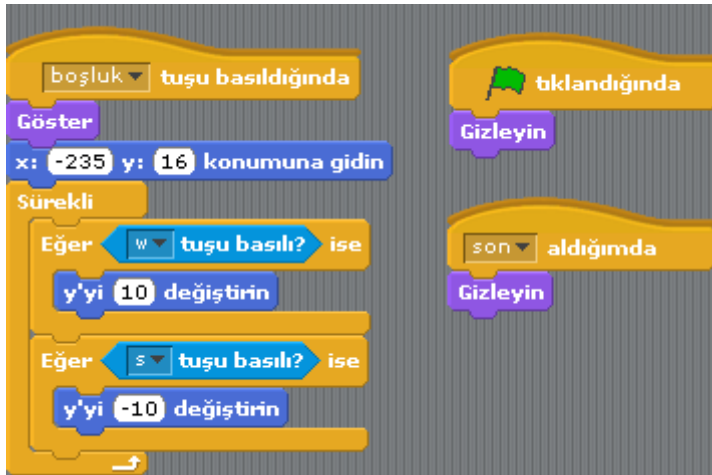 boşluk tuşu basıldığında
Göster
x: -235 y: 16 konumuna gidin
Sürekli
Eğer w tuşu basılı? ise
y'yi 10 değiştirin
Eğer s tuşu basılı? ise
y'yi -10 değiştirin
tıklandığında
Gizleyin
son aldığımda
Gizleyin